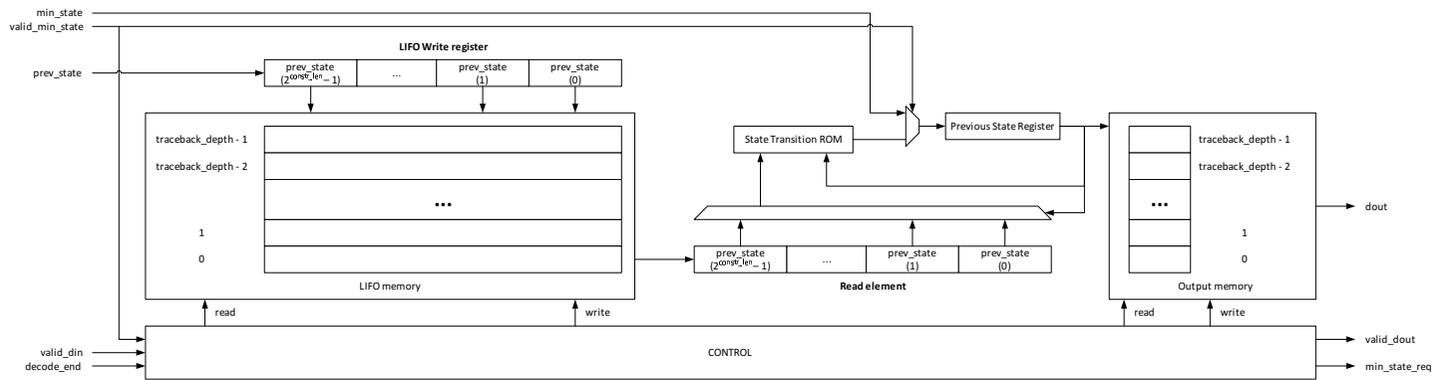 min_state
valid_min_state
LIFO Write register
prev_state
prev_state
(2^constr_len – 1)
...
prev_state
(1)
prev_state
(0)
traceback_depth - 1
traceback_depth - 2
...
1
0
LIFO memory
State Transition ROM
Previous State Register
prev_state
(2^constr_len – 1)
...
prev_state
(1)
prev_state
(0)
Read element
traceback_depth - 1
traceback_depth - 2
...
1
0
Output memory
dout
read
write
read
write
valid_din
decode_end
CONTROL
valid_dout
min_state_req